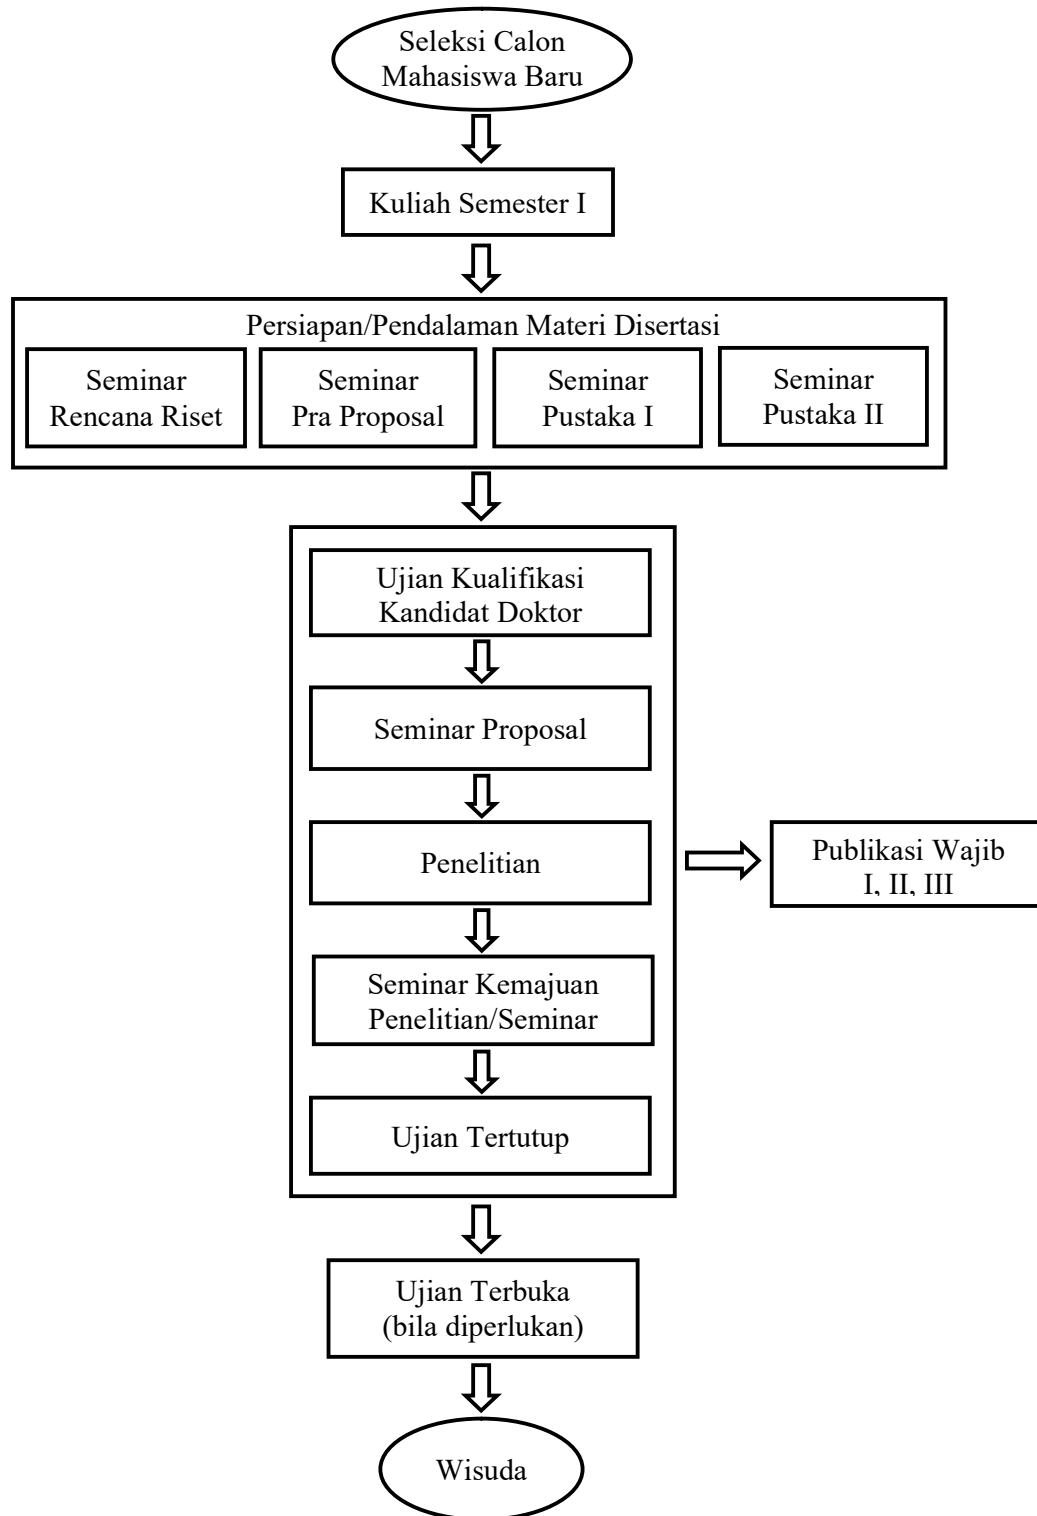 Seleksi Calon
Mahasiswa Baru
Kuliah Semester I
Persiapan/Pendalaman Materi Disertasi
Seminar
Rencana Riset
Seminar
Pra Proposal
Seminar
Pustaka I
Seminar
Pustaka II
Ujian Kualifikasi
Kandidat Doktor
Seminar Proposal
Penelitian
Publikasi Wajib
I, II, III
Seminar Kemajuan
Penelitian/Seminar
Ujian Tertutup
Ujian Terbuka
(bila diperlukan)
Wisuda